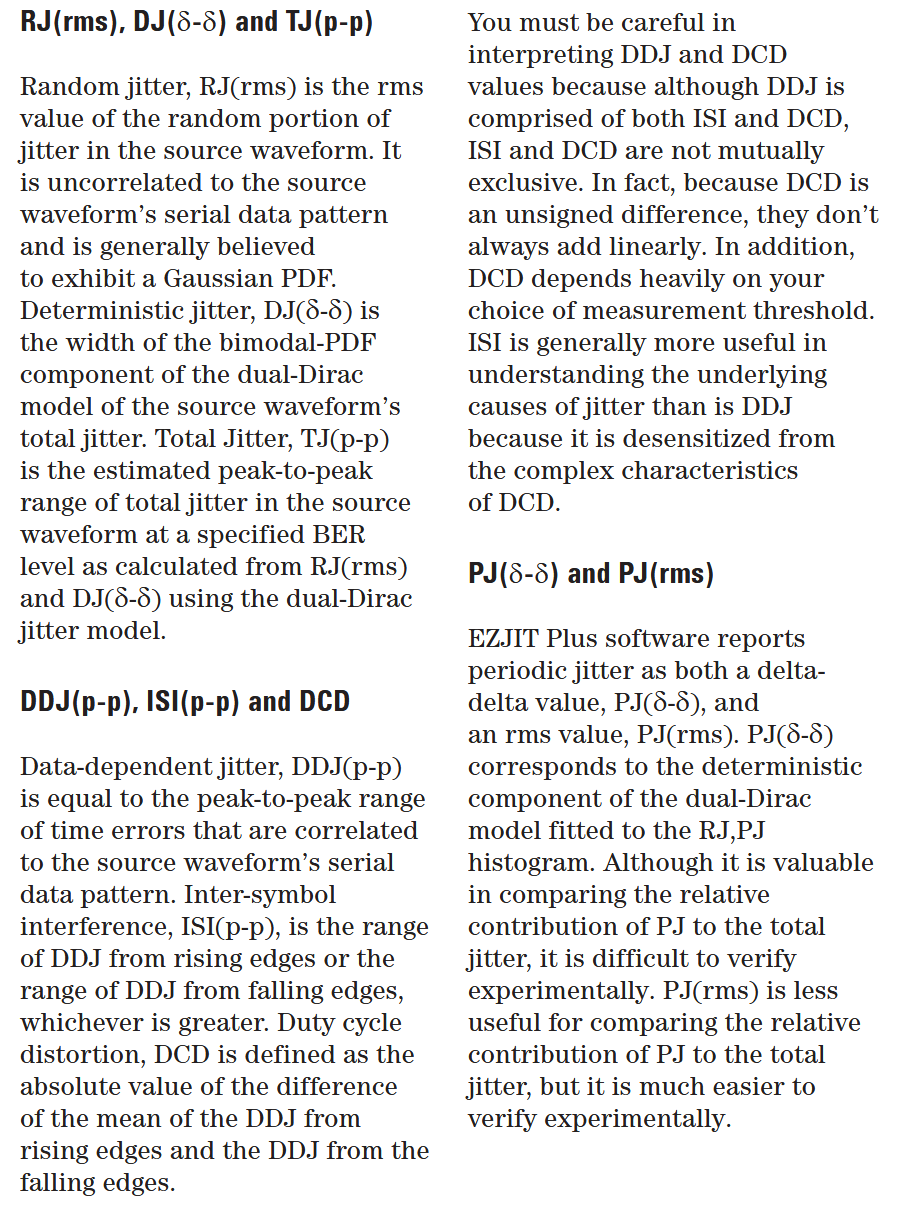 RJ(rms), DJ(δ-δ) and TJ(p-p)
Random jitter, RJ(rms) is the rms
value of the random portion of
jitter in the source waveform. It
is uncorrelated to the source
waveform's serial data pattern
and is generally believed
to exhibit a Gaussian PDF.
Deterministic jitter, DJ(δ-δ) is
the width of the bimodal-PDF
component of the dual-Dirac
model of the source waveform's
total jitter. Total Jitter, TJ(p-p)
is the estimated peak-to-peak
range of total jitter in the source
waveform at a specified BER
level as calculated from RJ(rms)
and DJ(δ-δ) using the dual-Dirac
jitter model.
DDJ(p-p), ISI(p-p) and DCD
Data-dependent jitter, DDJ(p-p)
is equal to the peak-to-peak range
of time errors that are correlated
to the source waveform's serial
data pattern. Inter-symbol
interference, ISI(p-p), is the range
of DDJ from rising edges or the
range of DDJ from falling edges,
whichever is greater. Duty cycle
distortion, DCD is defined as the
absolute value of the difference
of the mean of the DDJ from
rising edges and the DDJ from the
falling edges.
You must be careful in
interpreting DDJ and DCD
values because although DDJ is
comprised of both ISI and DCD,
ISI and DCD are not mutually
exclusive. In fact, because DCD is
an unsigned difference, they don't
always add linearly. In addition,
DCD depends heavily on your
choice of measurement threshold.
ISI is generally more useful in
understanding the underlying
causes of jitter than is DDJ
because it is desensitized from
the complex characteristics
of DCD.
PJ(δ-δ) and PJ(rms)
EZJIT Plus software reports
periodic jitter as both a delta-
delta value, PJ(δ-δ), and
an rms value, PJ(rms). PJ(δ-δ)
corresponds to the deterministic
component of the dual-Dirac
model fitted to the RJ,PJ
histogram. Although it is valuable
in comparing the relative
contribution of PJ to the total
jitter, it is difficult to verify
experimentally. PJ(rms) is less
useful for comparing the relative
contribution of PJ to the total
jitter, but it is much easier to
verify experimentally.